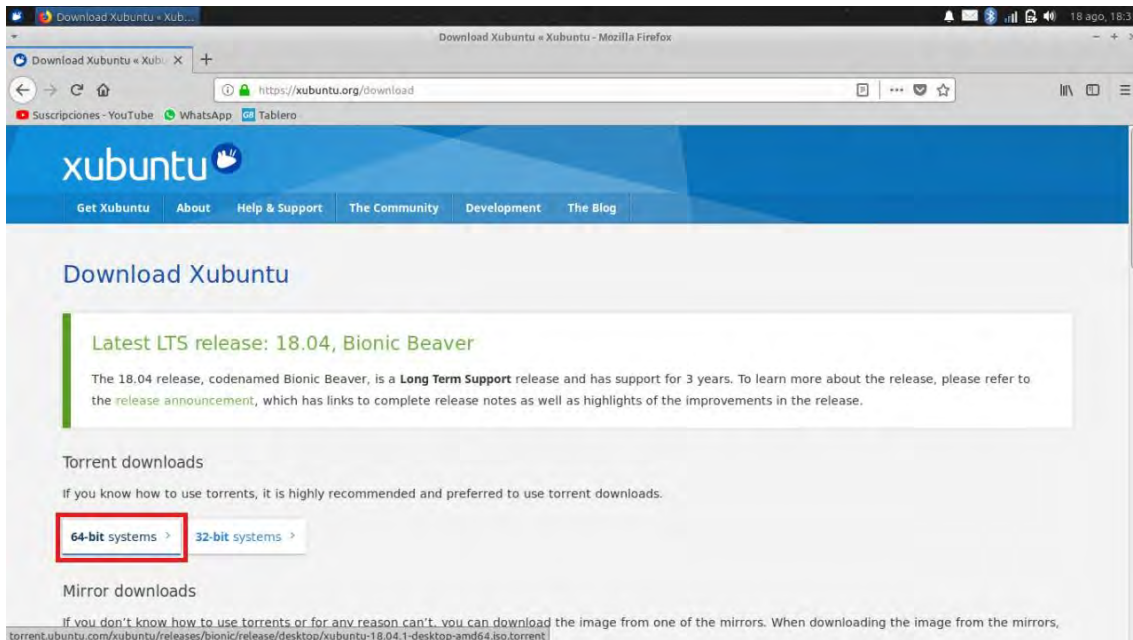 Download Xubuntu « Xub...
18 ago, 18:3
Download Xubuntu « Xubuntu - Mozilla Firefox
Download Xubuntu « Xub
https://xubuntu.org/download
Suscripciones - YouTube WhatsApp GB Tablero
xubuntu
Get Xubuntu About Help & Support The Community Development The Blog
Download Xubuntu
Latest LTS release: 18.04, Bionic Beaver
The 18.04 release, codenamed Bionic Beaver, is a Long Term Support release and has support for 3 years. To learn more about the release, please refer to
the release announcement, which has links to complete release notes as well as highlights of the improvements in the release.
Torrent downloads
If you know how to use torrents, it is highly recommended and preferred to use torrent downloads.
64-bit systems > 32-bit systems >
Mirror downloads
If you don't know how to use torrents or for any reason can't, you can download the image from one of the mirrors. When downloading the image from the mirrors,
torrent.ubuntu.com/xubuntu/releases/bionic/release/desktop/xubuntu-18.04.1-desktop-amd64.iso.torrent